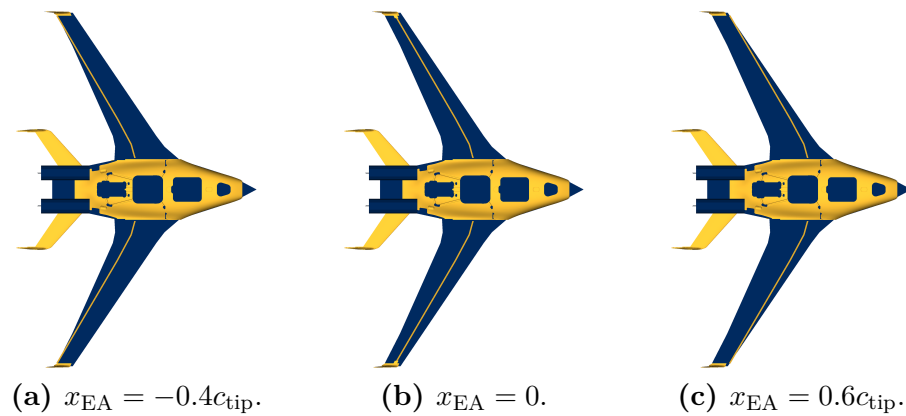 (a) x_EA = −0.4c_tip.
(b) x_EA = 0.
(c) x_EA = 0.6c_tip.